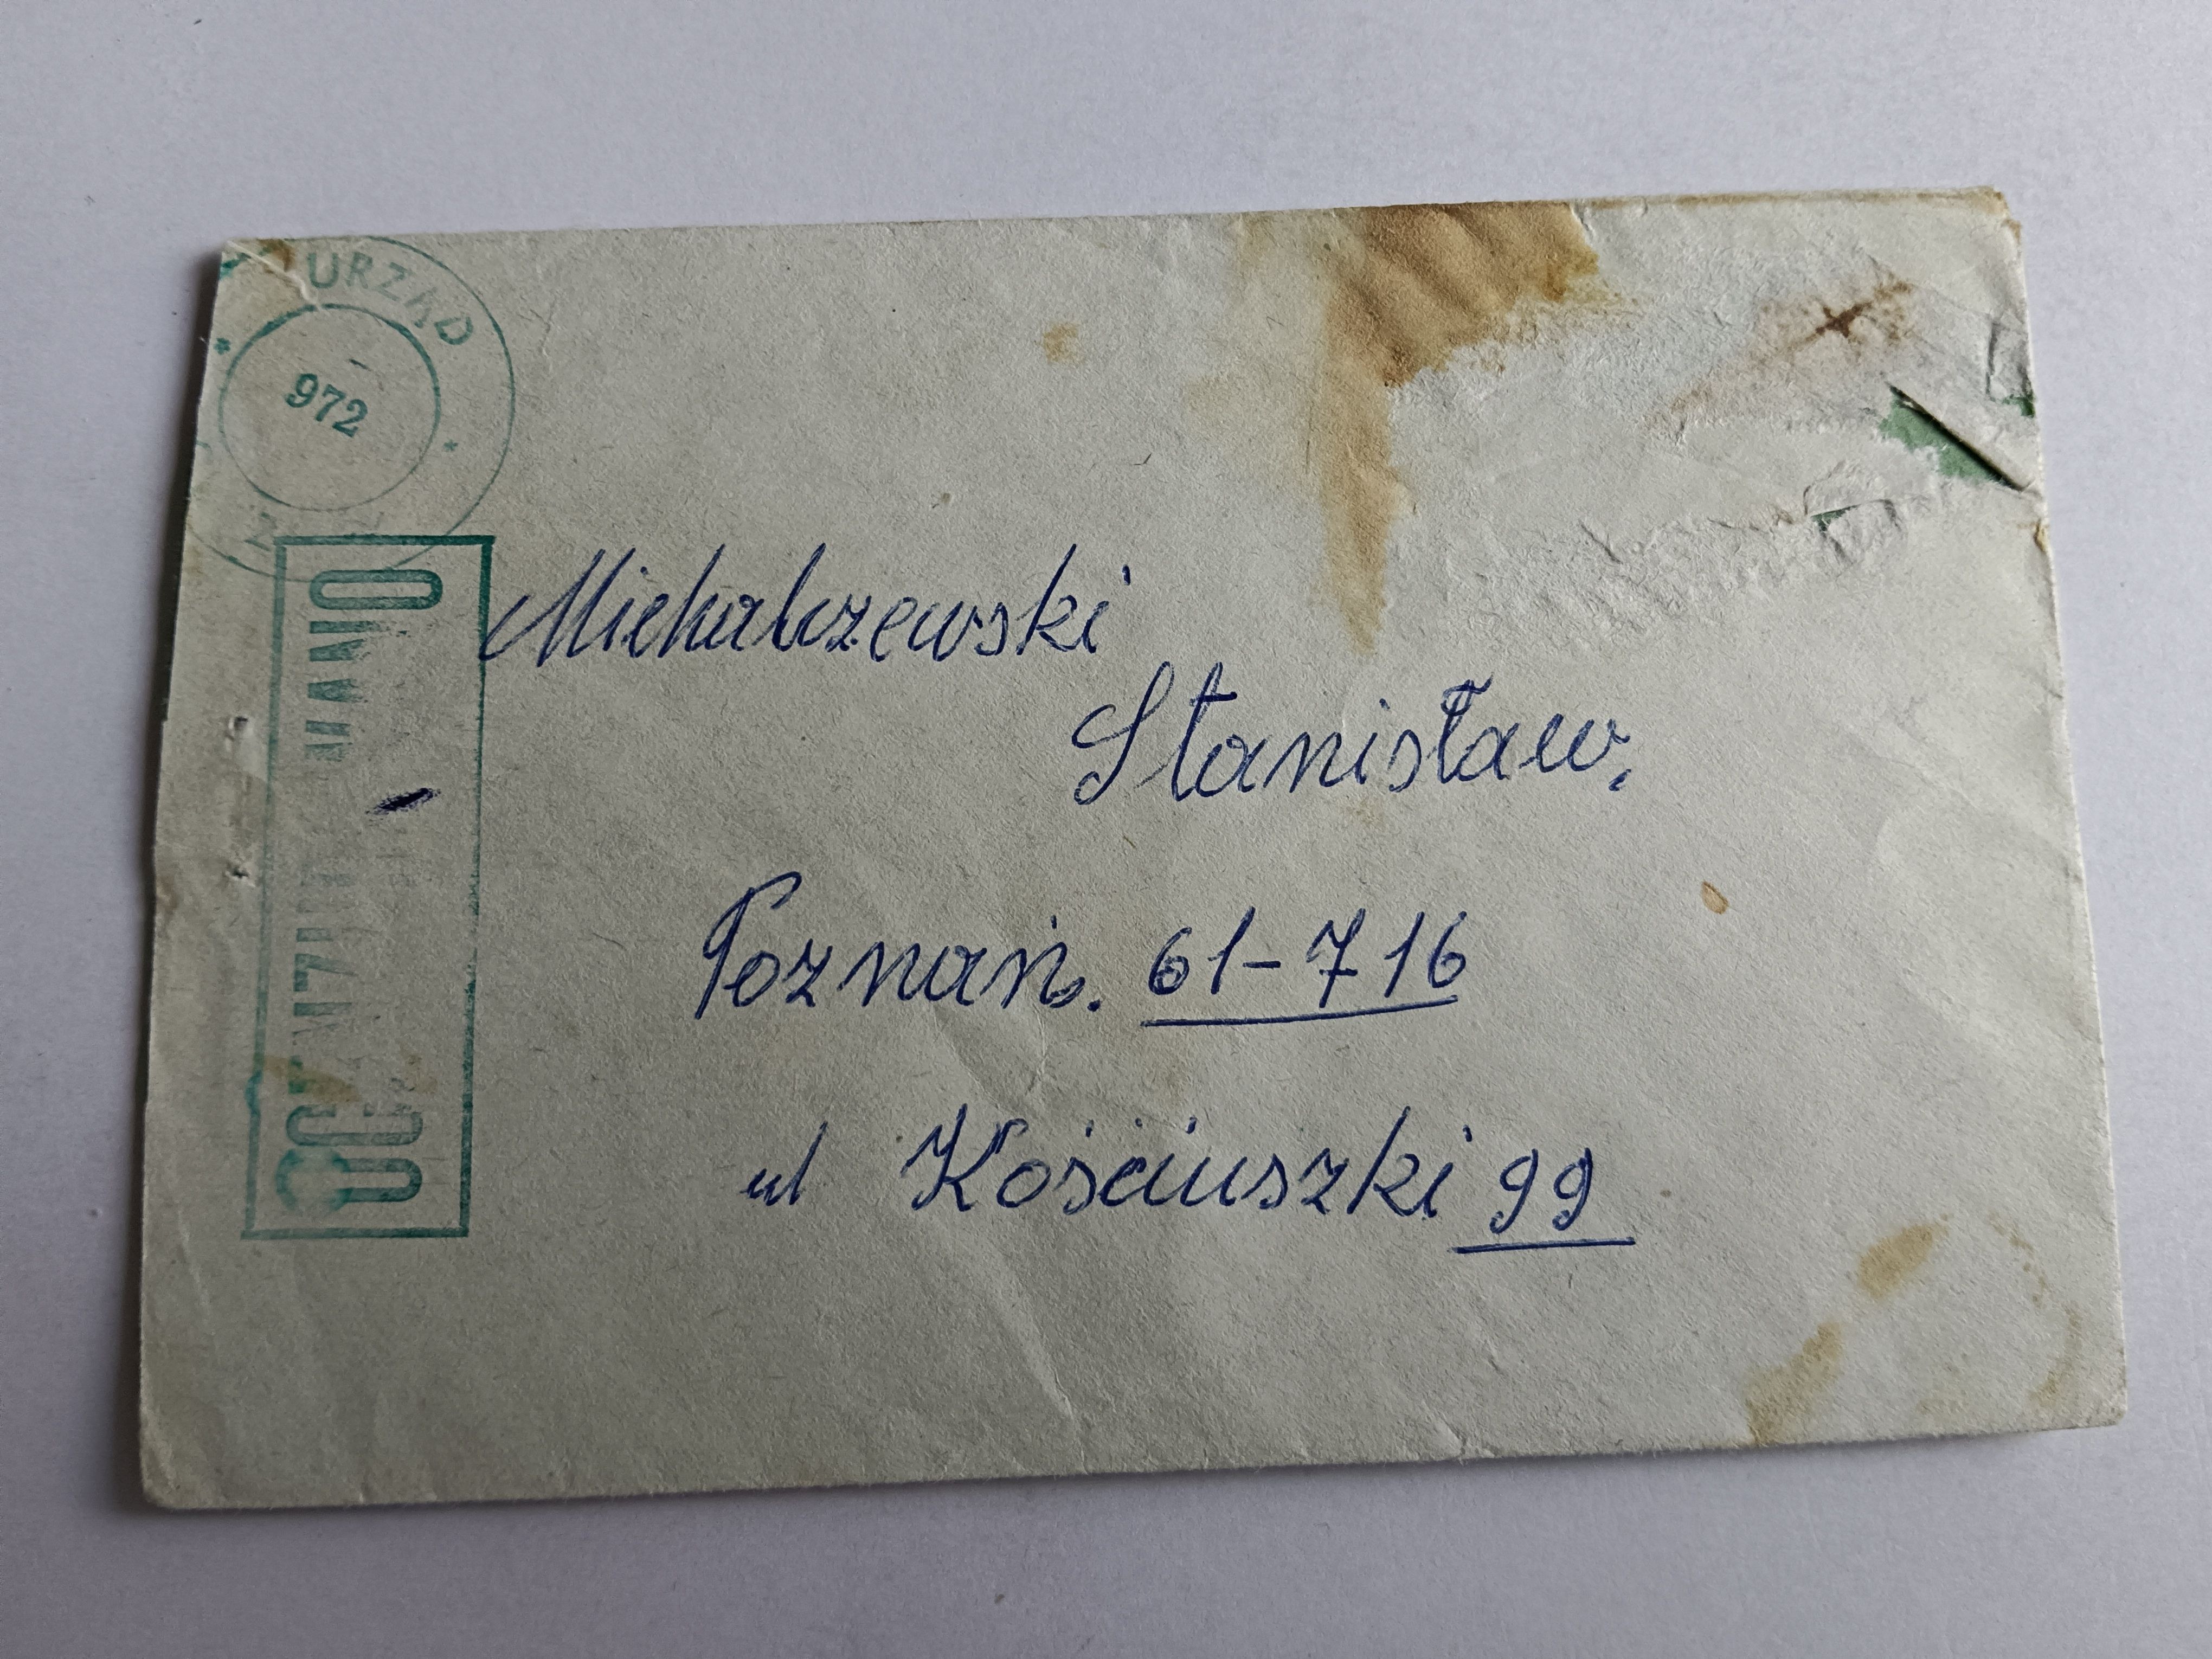 URZĄD
972
OCENZUROWANO
Michalczewski
Stanisław,
Poznań. 61-716
ul Kościuszki 99